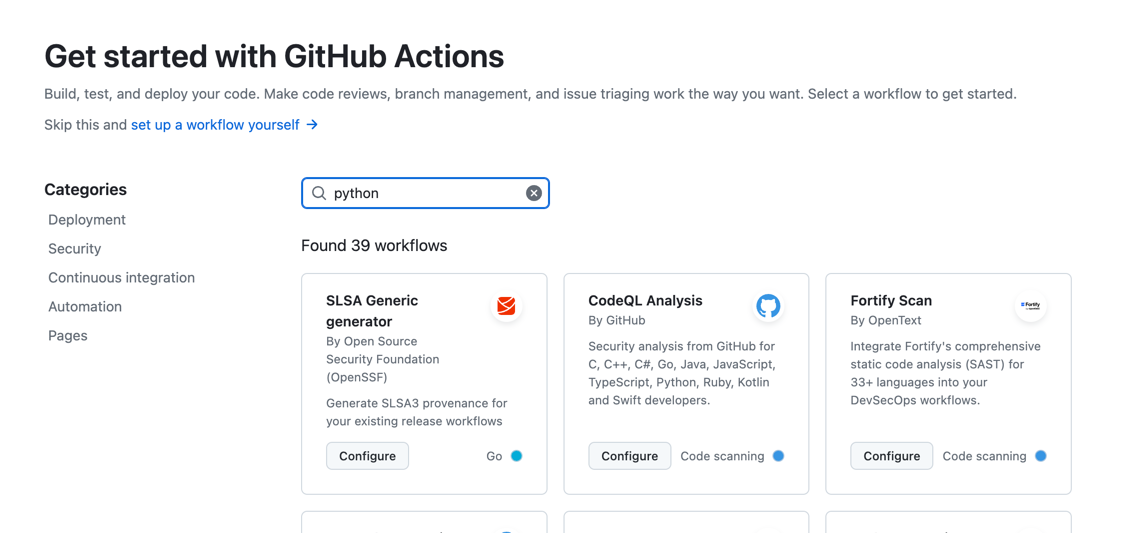 Get started with GitHub Actions
Build, test, and deploy your code. Make code reviews, branch management, and issue triaging work the way you want. Select a workflow to get started.
Skip this and set up a workflow yourself →
Categories
Deployment
Security
Continuous integration
Automation
Pages
python
Found 39 workflows
SLSA Generic
generator
By Open Source
Security Foundation
(OpenSSF)
Generate SLSA3 provenance for
your existing release workflows
Configure
Go
CodeQL Analysis
By GitHub
Security analysis from GitHub for
C, C++, C#, Go, Java, JavaScript,
TypeScript, Python, Ruby, Kotlin
and Swift developers.
Configure
Code scanning
Fortify Scan
By OpenText
Fortify
Integrate Fortify's comprehensive
static code analysis (SAST) for
33+ languages into your
DevSecOps workflows.
Configure
Code scanning